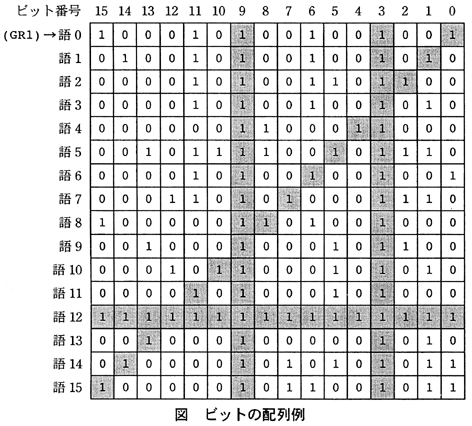 ビット番号 15 14 13 12 11 10 9 8 7 6 5 4 3 2 1 0
(GR1)→語 0 1 0 0 0 1 0 1 0 0 1 0 0 1 0 0 1
語 1 0 1 0 0 1 0 1 0 0 1 0 0 1 0 1 0
語 2 0 0 0 0 1 0 1 0 0 1 1 0 1 1 0 0
語 3 0 0 0 0 1 0 1 0 0 1 0 0 1 0 1 0
語 4 0 0 0 0 0 0 1 1 0 0 0 1 1 0 0 0
語 5 0 0 1 0 1 1 1 1 0 0 1 0 1 1 1 0
語 6 0 0 0 0 1 0 1 0 0 1 0 0 1 0 0 1
語 7 0 0 0 1 1 0 1 0 1 0 0 0 1 1 1 0
語 8 1 0 0 0 0 0 1 1 0 1 0 0 1 0 0 0
語 9 0 0 1 0 0 0 1 0 0 0 1 0 1 1 0 0
語 10 0 0 0 1 0 1 1 0 0 0 1 0 1 0 1 0
語 11 0 0 0 0 1 0 1 0 0 0 1 0 1 0 0 0
語 12 1 1 1 1 1 1 1 1 1 1 1 1 1 1 1 1
語 13 0 0 1 0 0 0 1 0 0 0 0 0 1 0 0 0
語 14 0 1 0 0 0 0 1 0 1 0 1 0 1 0 1 1
語 15 1 0 0 0 0 0 1 0 1 1 0 0 1 0 1 1
図 ビットの配列例